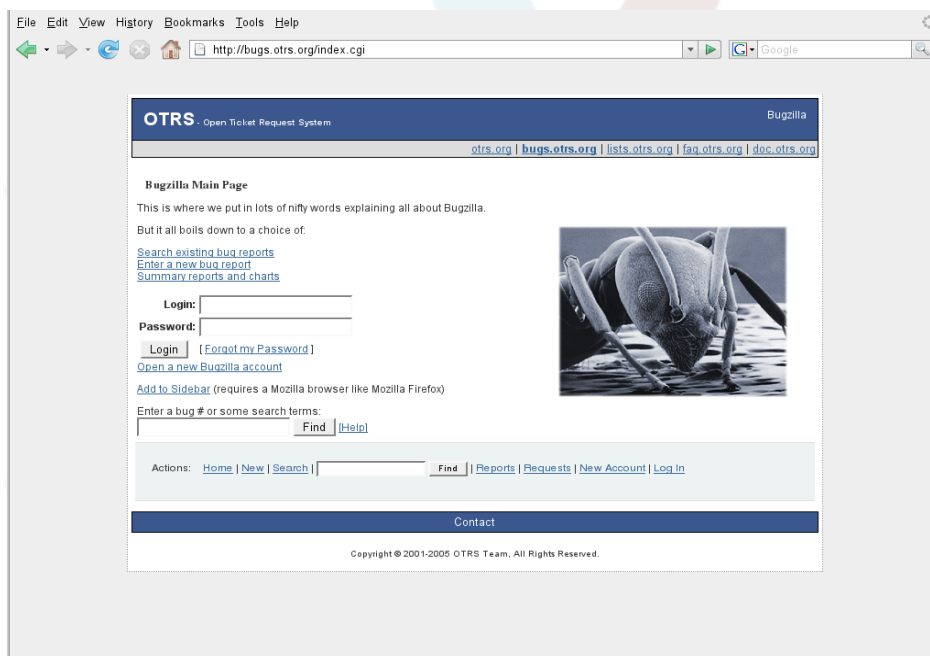 File Edit View History Bookmarks Tools Help
http://bugs.otrs.org/index.cgi G Google
OTRS - Open Ticket Request System Bugzilla
otrs.org | bugs.otrs.org | lists.otrs.org | faq.otrs.org | doc.otrs.org
Bugzilla Main Page
This is where we put in lots of nifty words explaining all about Bugzilla.
But it all boils down to a choice of:
Search existing bug reports
Enter a new bug report
Summary reports and charts
Login:
Password:
Login [ Forgot my Password ]
Open a new Bugzilla account
Add to Sidebar (requires a Mozilla browser like Mozilla Firefox)
Enter a bug # or some search terms:
Find [Help]
Actions: Home | New | Search | Find | Reports | Requests | New Account | Log In
Contact
Copyright © 2001-2005 OTRS Team, All Rights Reserved.